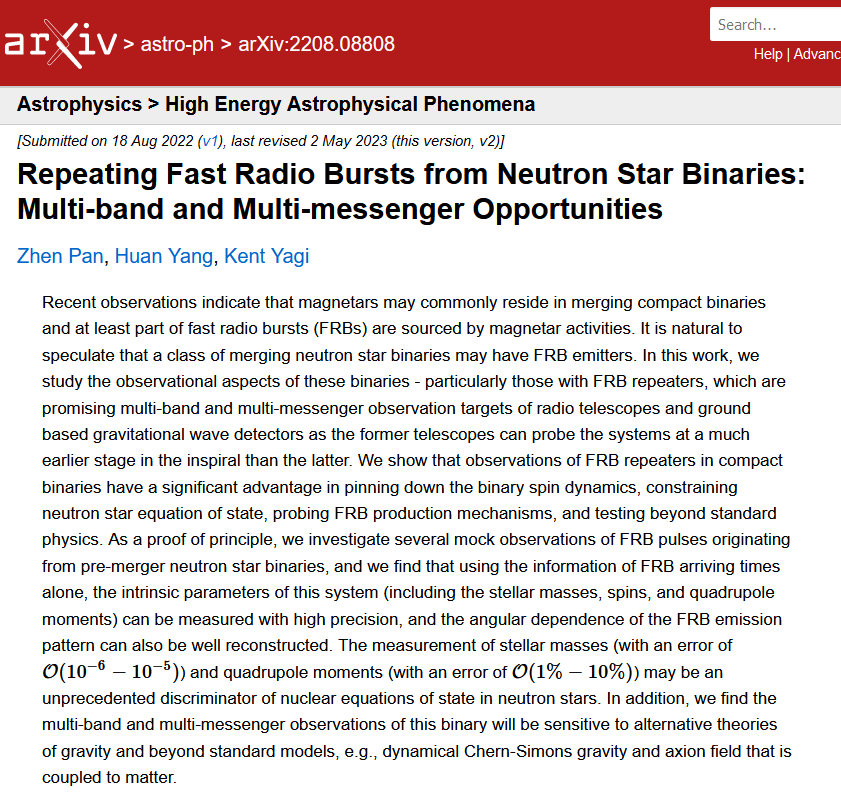 arXiv > astro-ph > arXiv:2208.08808
Search...
Help | Advanc
Astrophysics > High Energy Astrophysical Phenomena
[Submitted on 18 Aug 2022 (v1), last revised 2 May 2023 (this version, v2)]
Repeating Fast Radio Bursts from Neutron Star Binaries:
Multi-band and Multi-messenger Opportunities
Zhen Pan, Huan Yang, Kent Yagi
Recent observations indicate that magnetars may commonly reside in merging compact binaries
and at least part of fast radio bursts (FRBs) are sourced by magnetar activities. It is natural to
speculate that a class of merging neutron star binaries may have FRB emitters. In this work, we
study the observational aspects of these binaries - particularly those with FRB repeaters, which are
promising multi-band and multi-messenger observation targets of radio telescopes and ground
based gravitational wave detectors as the former telescopes can probe the systems at a much
earlier stage in the inspiral than the latter. We show that observations of FRB repeaters in compact
binaries have a significant advantage in pinning down the binary spin dynamics, constraining
neutron star equation of state, probing FRB production mechanisms, and testing beyond standard
physics. As a proof of principle, we investigate several mock observations of FRB pulses originating
from pre-merger neutron star binaries, and we find that using the information of FRB arriving times
alone, the intrinsic parameters of this system (including the stellar masses, spins, and quadrupole
moments) can be measured with high precision, and the angular dependence of the FRB emission
pattern can also be well reconstructed. The measurement of stellar masses (with an error of
𝒪(10⁻⁶ − 10⁻⁵)) and quadrupole moments (with an error of 𝒪(1% − 10%)) may be an
unprecedented discriminator of nuclear equations of state in neutron stars. In addition, we find the
multi-band and multi-messenger observations of this binary will be sensitive to alternative theories
of gravity and beyond standard models, e.g., dynamical Chern-Simons gravity and axion field that is
coupled to matter.